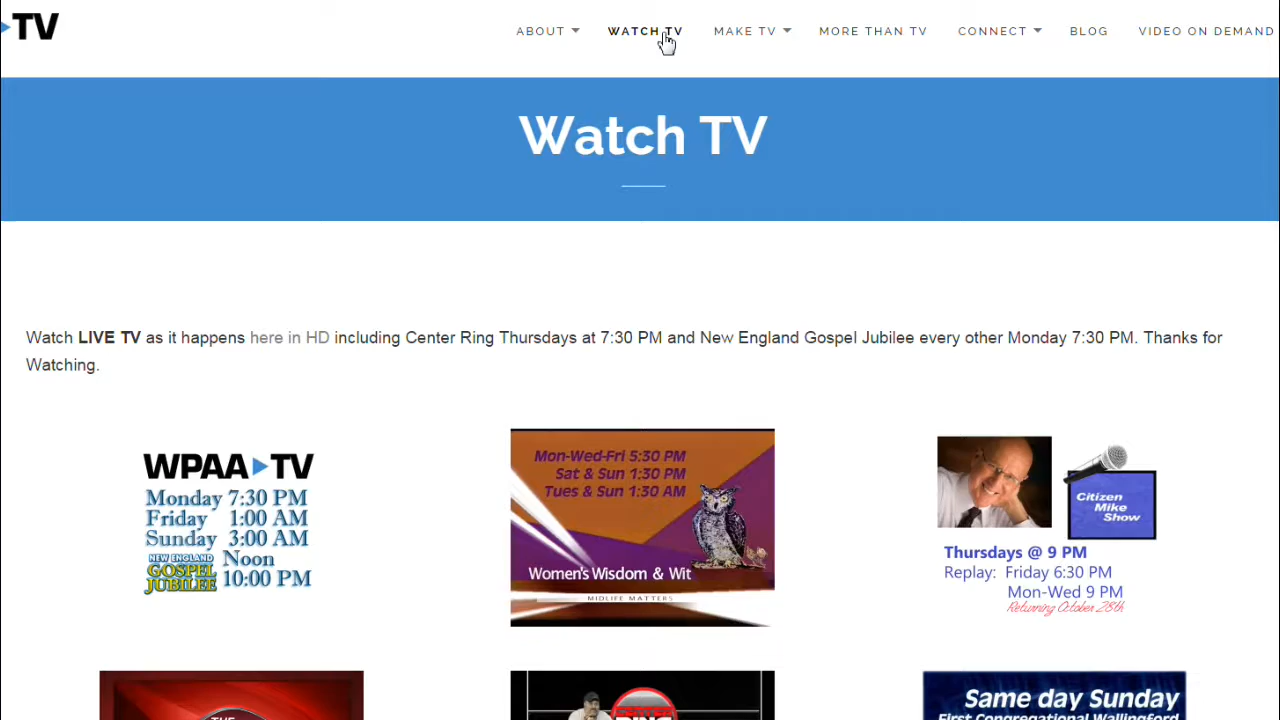 TV
ABOUT
WATCH TV
MAKE TV
MORE THAN TV
CONNECT
BLOG
VIDEO ON DEMAND
Watch TV
Watch LIVE TV as it happens here in HD including Center Ring Thursdays at 7:30 PM and New England Gospel Jubilee every other Monday 7:30 PM. Thanks for
Watching.
WPAA TV
Monday 7:30 PM
Friday 1:00 AM
Sunday 3:00 AM
NEW ENGLAND
GOSPEL
JUBILEE
Noon
10:00 PM
Mon-Wed-Fri 5:30 PM
Sat & Sun 1:30 PM
Tues & Sun 1:30 AM
Women's Wisdom & Wit
MIDLIFE MATTERS
Citizen
Mike
Show
Thursdays @ 9 PM
Replay: Friday 6:30 PM
Mon-Wed 9 PM
Returning October 28th
THE
CENTER
RING
Same day Sunday
First Congregational Wallingford